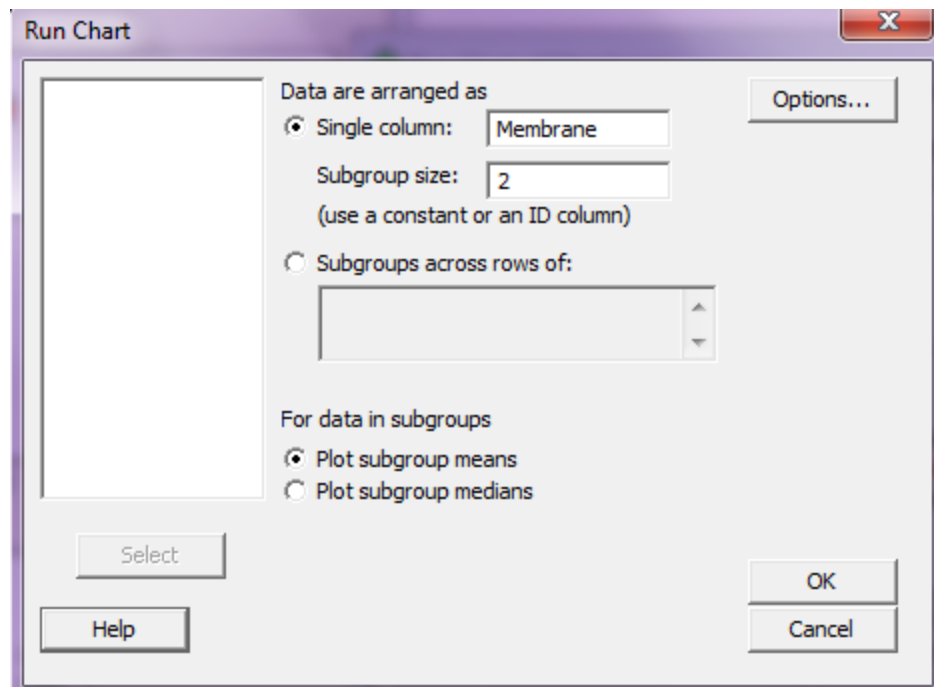 Run Chart
Data are arranged as
Options...
Single column: Membrane
Subgroup size: 2
(use a constant or an ID column)
Subgroups across rows of:
For data in subgroups
Plot subgroup means
Plot subgroup medians
Select
OK
Help
Cancel